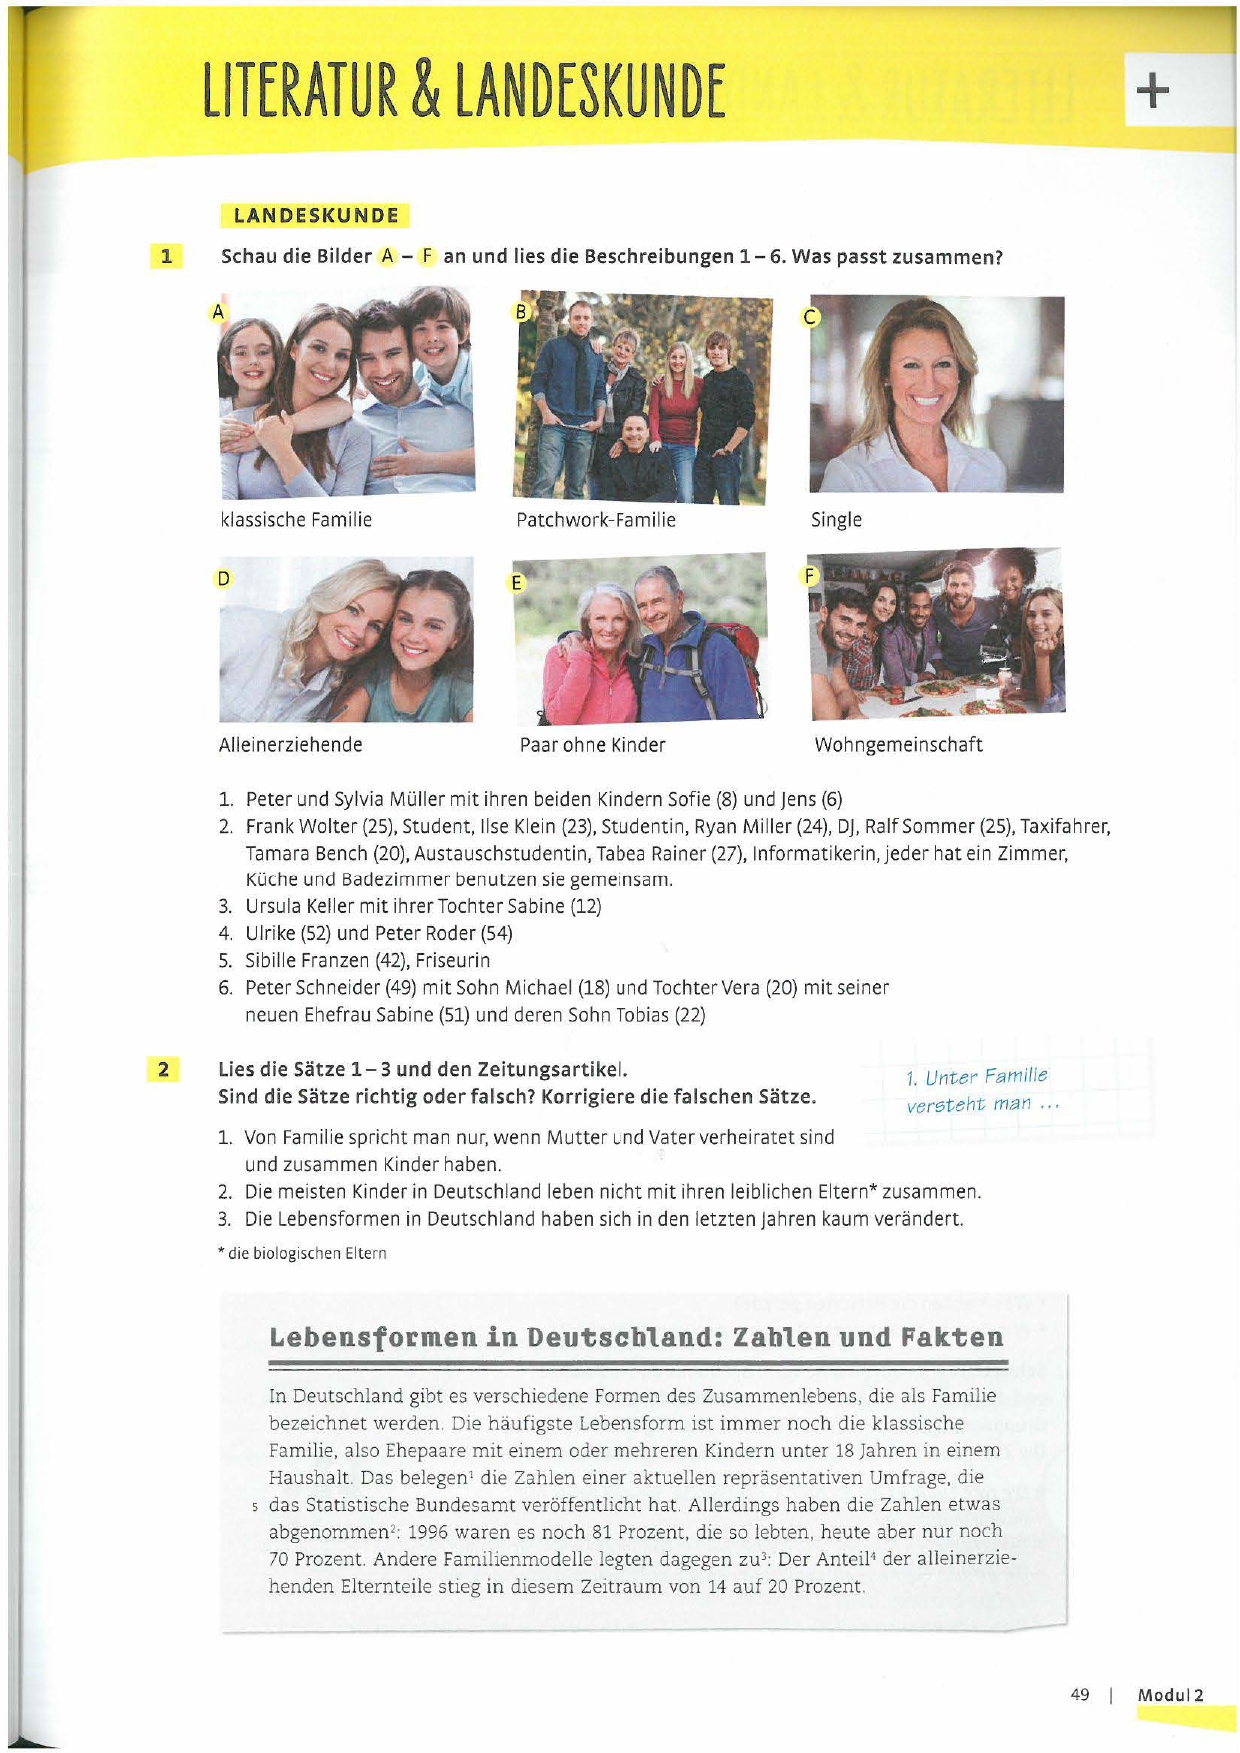 LITERATUR & LANDESKUNDE
+
LANDESKUNDE
1 Schau die Bilder A – F an und lies die Beschreibungen 1 – 6. Was passt zusammen?
A
B
C
klassische Familie
Patchwork-Familie
Single
D
E
F
Alleinerziehende
Paar ohne Kinder
Wohngemeinschaft
1. Peter und Sylvia Müller mit ihren beiden Kindern Sofie (8) und Jens (6)
2. Frank Wolter (25), Student, Ilse Klein (23), Studentin, Ryan Miller (24), DJ, Ralf Sommer (25), Taxifahrer,
Tamara Bench (20), Austauschstudentin, Tabea Rainer (27), Informatikerin, jeder hat ein Zimmer,
Küche und Badezimmer benutzen sie gemeinsam.
3. Ursula Keller mit ihrer Tochter Sabine (12)
4. Ulrike (52) und Peter Roder (54)
5. Sibille Franzen (42), Friseurin
6. Peter Schneider (49) mit Sohn Michael (18) und Tochter Vera (20) mit seiner
neuen Ehefrau Sabine (51) und deren Sohn Tobias (22)
2 Lies die Sätze 1 – 3 und den Zeitungsartikel.
Sind die Sätze richtig oder falsch? Korrigiere die falschen Sätze.
1. Unter Familie
versteht man ...
1. Von Familie spricht man nur, wenn Mutter und Vater verheiratet sind
und zusammen Kinder haben.
2. Die meisten Kinder in Deutschland leben nicht mit ihren leiblichen Eltern* zusammen.
3. Die Lebensformen in Deutschland haben sich in den letzten Jahren kaum verändert.
* die biologischen Eltern
Lebensformen in Deutschland: Zahlen und Fakten
In Deutschland gibt es verschiedene Formen des Zusammenlebens, die als Familie
bezeichnet werden. Die häufigste Lebensform ist immer noch die klassische
Familie, also Ehepaare mit einem oder mehreren Kindern unter 18 Jahren in einem
Haushalt. Das belegen¹ die Zahlen einer aktuellen repräsentativen Umfrage, die
5 das Statistische Bundesamt veröffentlicht hat. Allerdings haben die Zahlen etwas
abgenommen²: 1996 waren es noch 81 Prozent, die so lebten, heute aber nur noch
70 Prozent. Andere Familienmodelle legten dagegen zu³: Der Anteil⁴ der alleinerzie-
henden Elternteile stieg in diesem Zeitraum von 14 auf 20 Prozent.
49 | Modul 2